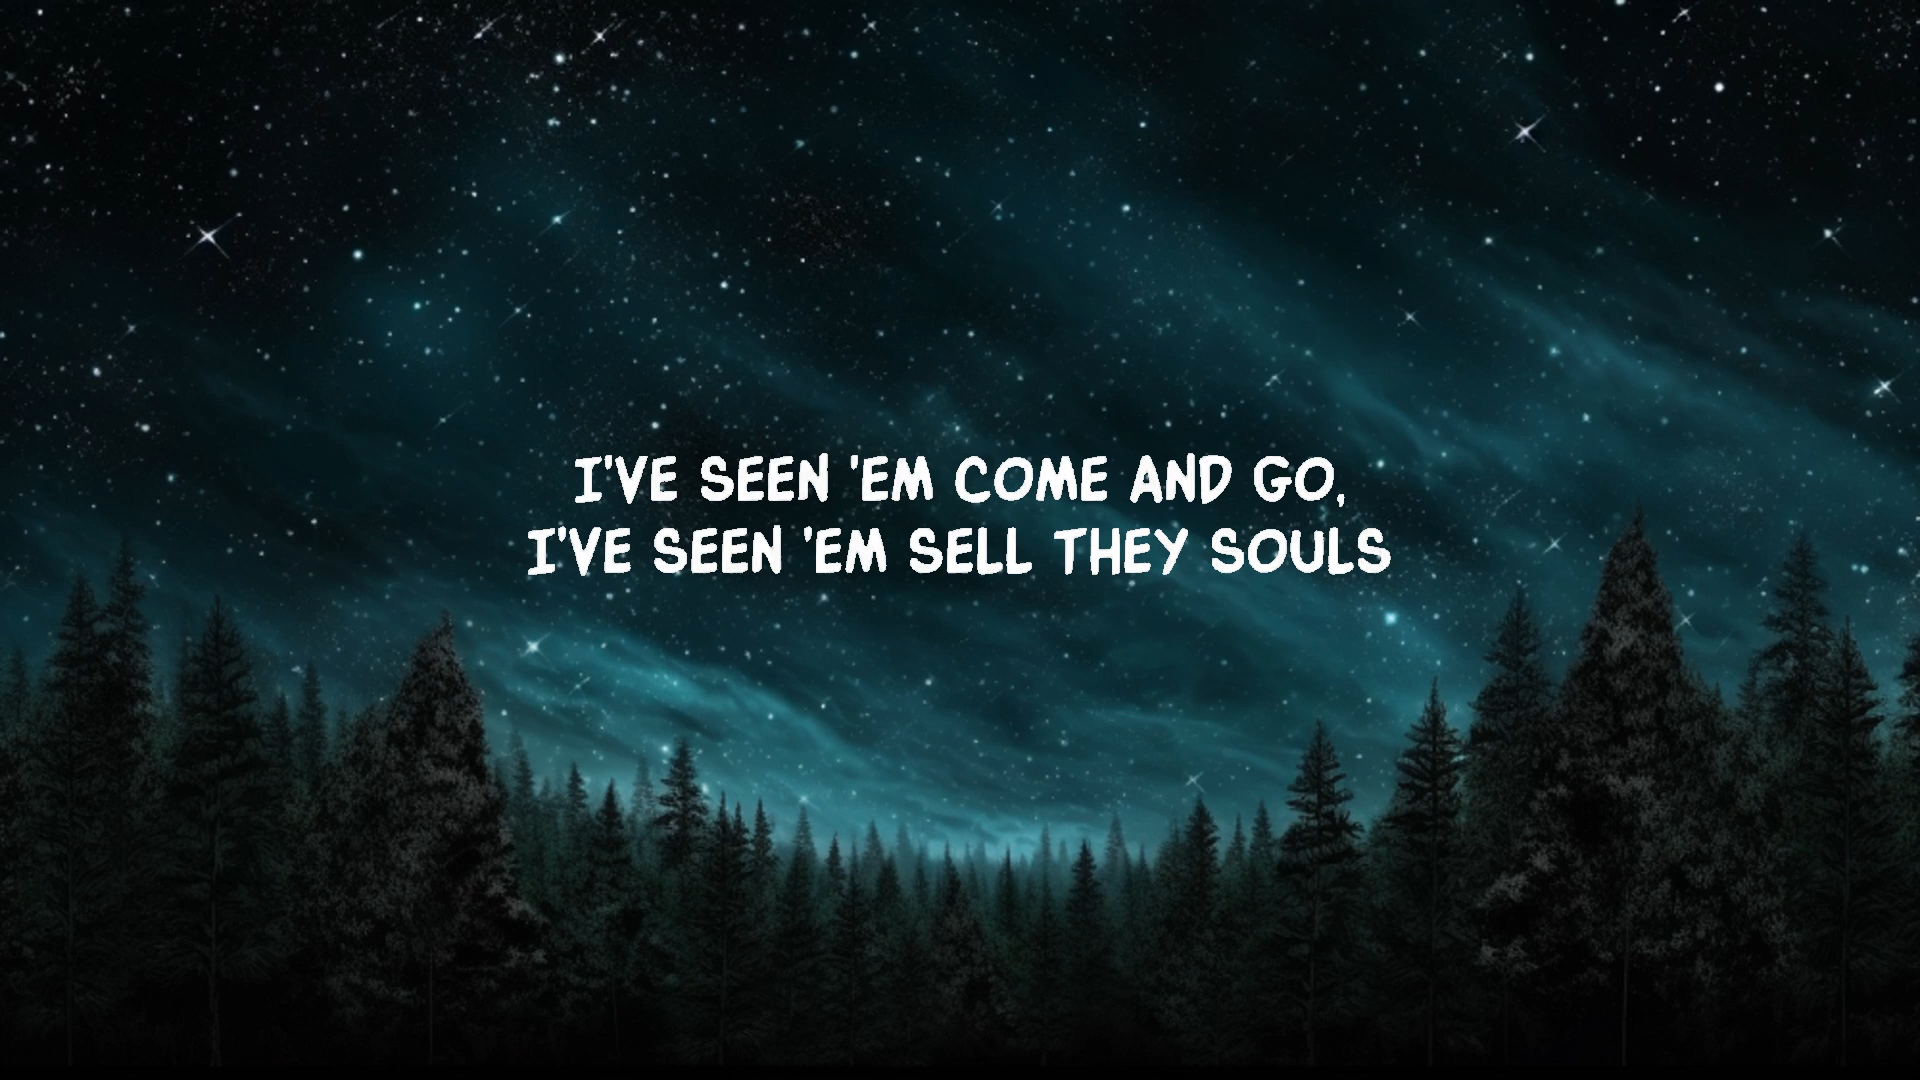 I'VE SEEN 'EM COME AND GO,
I'VE SEEN 'EM SELL THEY SOULS